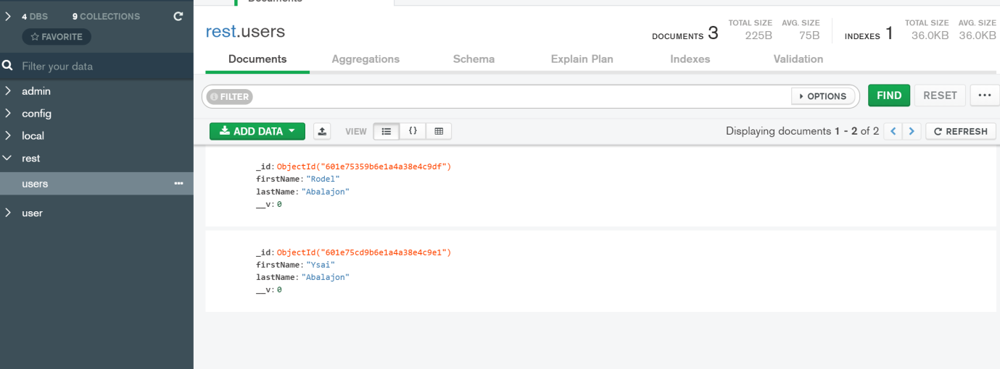 Documents
4 DBS 9 COLLECTIONS
FAVORITE
Filter your data
admin
config
local
rest
users
user
rest.users
DOCUMENTS 3 TOTAL SIZE 225B AVG. SIZE 75B INDEXES 1 TOTAL SIZE 36.0KB AVG. SIZE 36.0KB
Documents Aggregations Schema Explain Plan Indexes Validation
FILTER OPTIONS FIND RESET ...
ADD DATA VIEW {} Displaying documents 1 - 2 of 2 < > REFRESH
_id: ObjectId("601e75359b6e1a4a38e4c9df")
firstName: "Rodel"
lastName: "Abalajon"
__v: 0
_id: ObjectId("601e75cd9b6e1a4a38e4c9e1")
firstName: "Ysai"
lastName: "Abalajon"
__v: 0